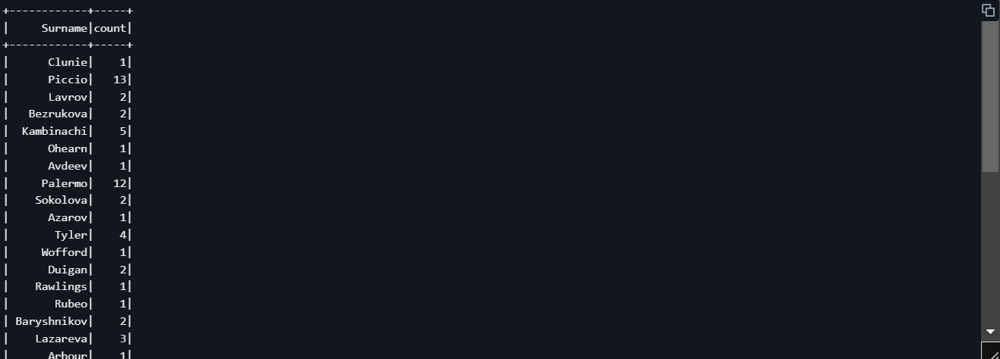 +------------+-----+
|     Surname|count|
+------------+-----+
|      Clunie|    1|
|      Piccio|   13|
|      Lavrov|    2|
|   Bezrukova|    2|
|  Kambinachi|    5|
|      Ohearn|    1|
|      Avdeev|    1|
|     Palermo|   12|
|    Sokolova|    2|
|      Azarov|    1|
|       Tyler|    4|
|     Wofford|    1|
|      Duigan|    2|
|    Rawlings|    1|
|       Rubeo|    1|
| Baryshnikov|    2|
|    Lazareva|    3|
|      Arbour|    1|